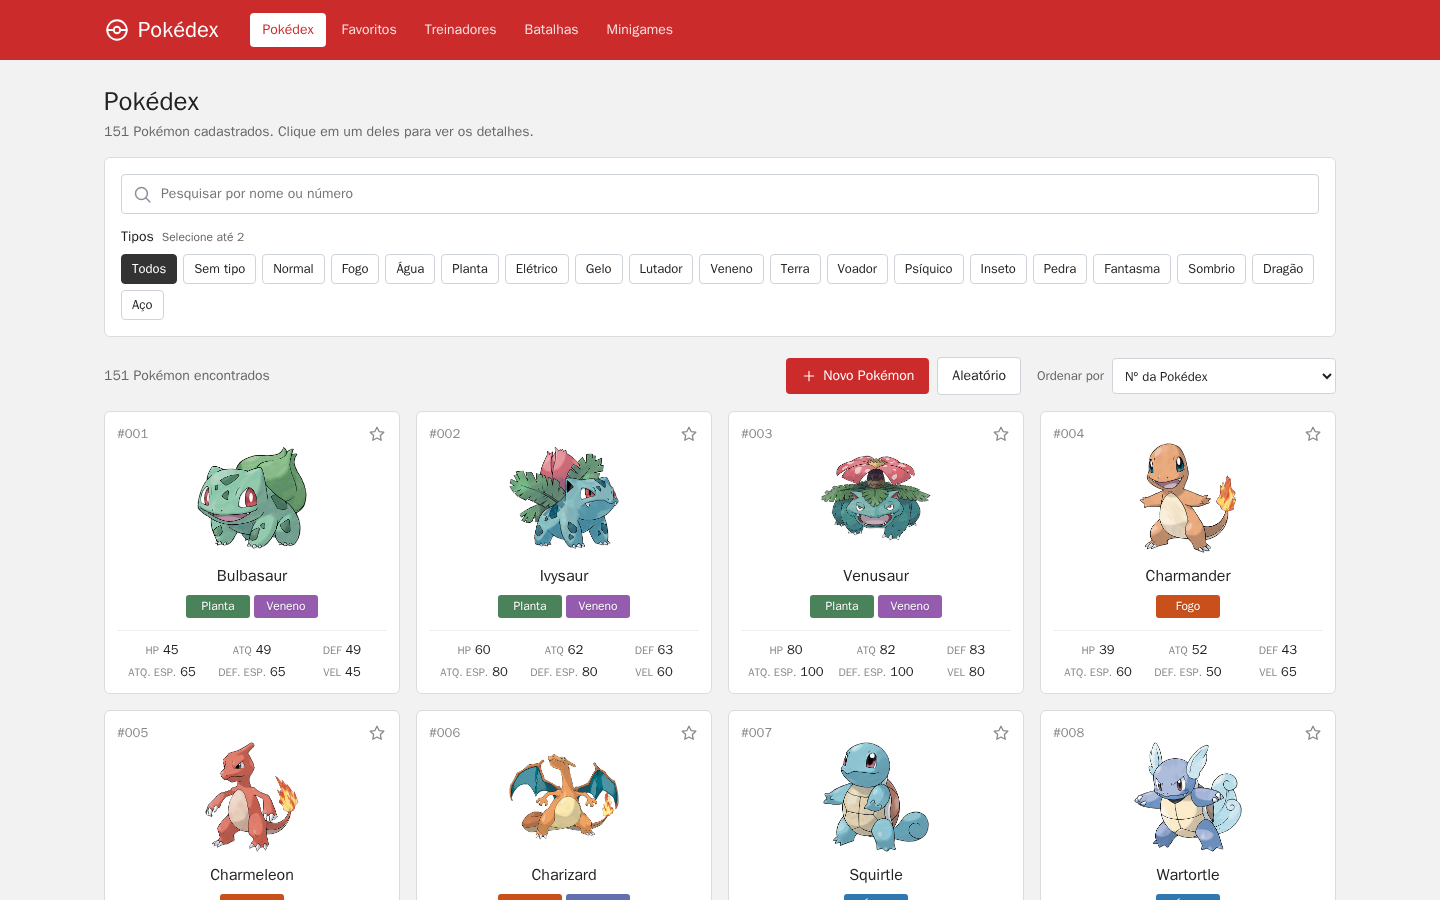 Pokédex
Pokédex Favoritos Treinadores Batalhas Minigames
Pokédex
151 Pokémon cadastrados. Clique em um deles para ver os detalhes.
Pesquisar por nome ou número
Tipos Selecione até 2
Todos Sem tipo Normal Fogo Água Planta Elétrico Gelo Lutador Veneno Terra Voador Psíquico Inseto Pedra Fantasma Sombrio Dragão
Aço
151 Pokémon encontrados
Novo Pokémon Aleatório Ordenar por Nº da Pokédex
#001
Bulbasaur
Planta Veneno
HP 45 ATQ 49 DEF 49
ATQ. ESP. 65 DEF. ESP. 65 VEL 45
#002
Ivysaur
Planta Veneno
HP 60 ATQ 62 DEF 63
ATQ. ESP. 80 DEF. ESP. 80 VEL 60
#003
Venusaur
Planta Veneno
HP 80 ATQ 82 DEF 83
ATQ. ESP. 100 DEF. ESP. 100 VEL 80
#004
Charmander
Fogo
HP 39 ATQ 52 DEF 43
ATQ. ESP. 60 DEF. ESP. 50 VEL 65
#005
Charmeleon
#006
Charizard
#007
Squirtle
#008
Wartortle